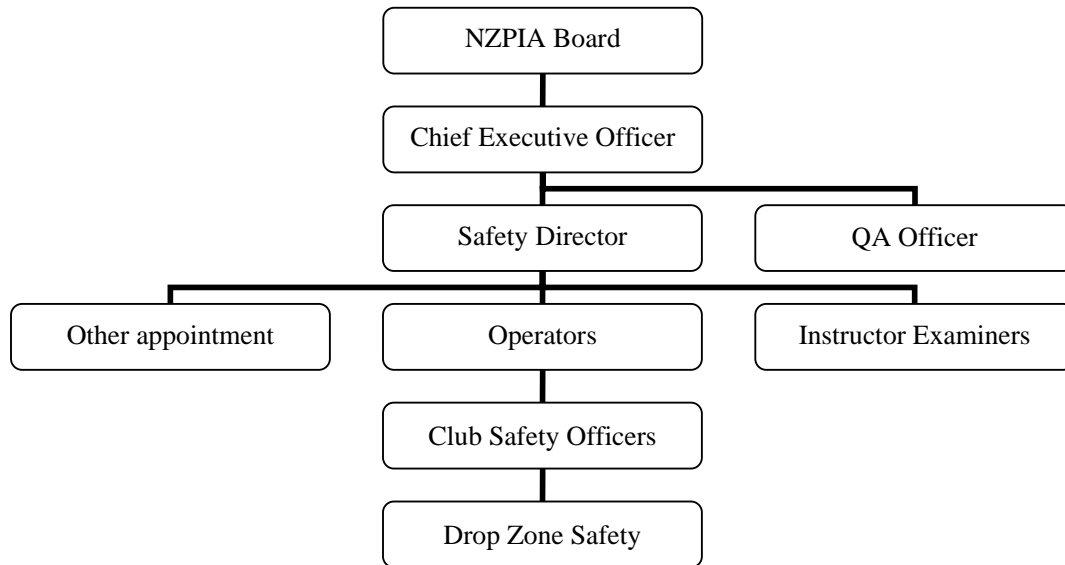 NZPIA Board
Chief Executive Officer
Safety Director
QA Officer
Other appointment
Operators
Instructor Examiners
Club Safety Officers
Drop Zone Safety